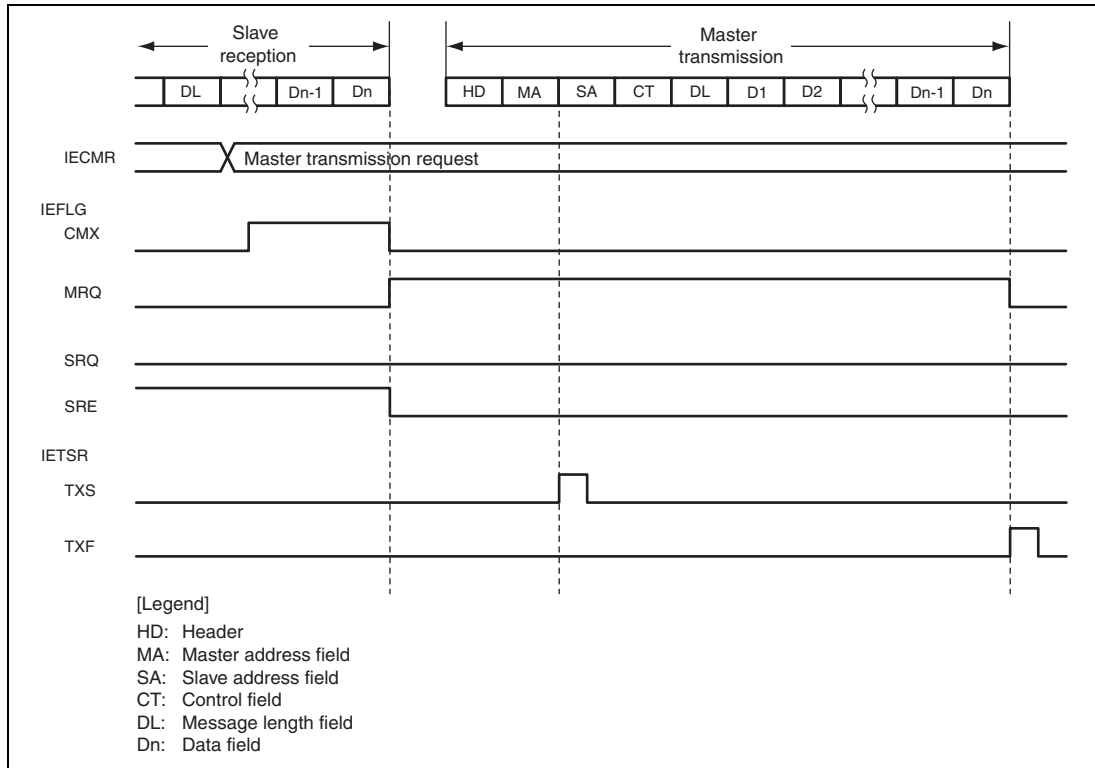 Slave
reception
Master
transmission
DL Dn-1 Dn HD MA SA CT DL D1 D2 Dn-1 Dn
IECMR Master transmission request
IEFLG
CMX
MRQ
SRQ
SRE
IETSR
TXS
TXF
[Legend]
HD: Header
MA: Master address field
SA: Slave address field
CT: Control field
DL: Message length field
Dn: Data field